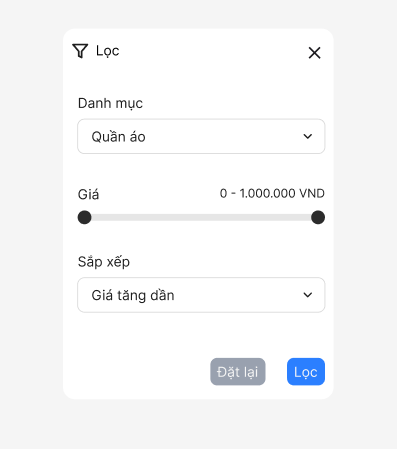 Lọc
Danh mục
Quần áo
Giá 0 - 1.000.000 VND
Sắp xếp
Giá tăng dần
Đặt lại Lọc